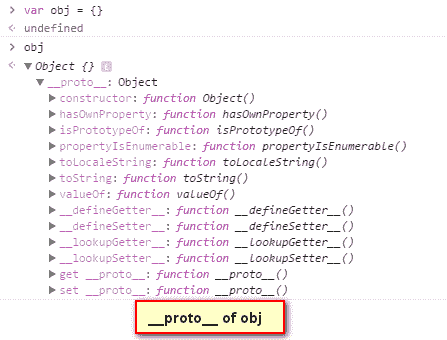 > var obj = {}
< undefined
> obj
< ▼ Object {} i
▼ __proto__: Object
▶ constructor: function Object()
▶ hasOwnProperty: function hasOwnProperty()
▶ isPrototypeOf: function isPrototypeOf()
▶ propertyIsEnumerable: function propertyIsEnumerable()
▶ toLocaleString: function toLocaleString()
▶ toString: function toString()
▶ valueOf: function valueOf()
▶ __defineGetter__: function __defineGetter__()
▶ __defineSetter__: function __defineSetter__()
▶ __lookupGetter__: function __lookupGetter__()
▶ __lookupSetter__: function __lookupSetter__()
▶ get __proto__: function __proto__()
▶ set __proto__: function __proto__()
__proto__ of obj